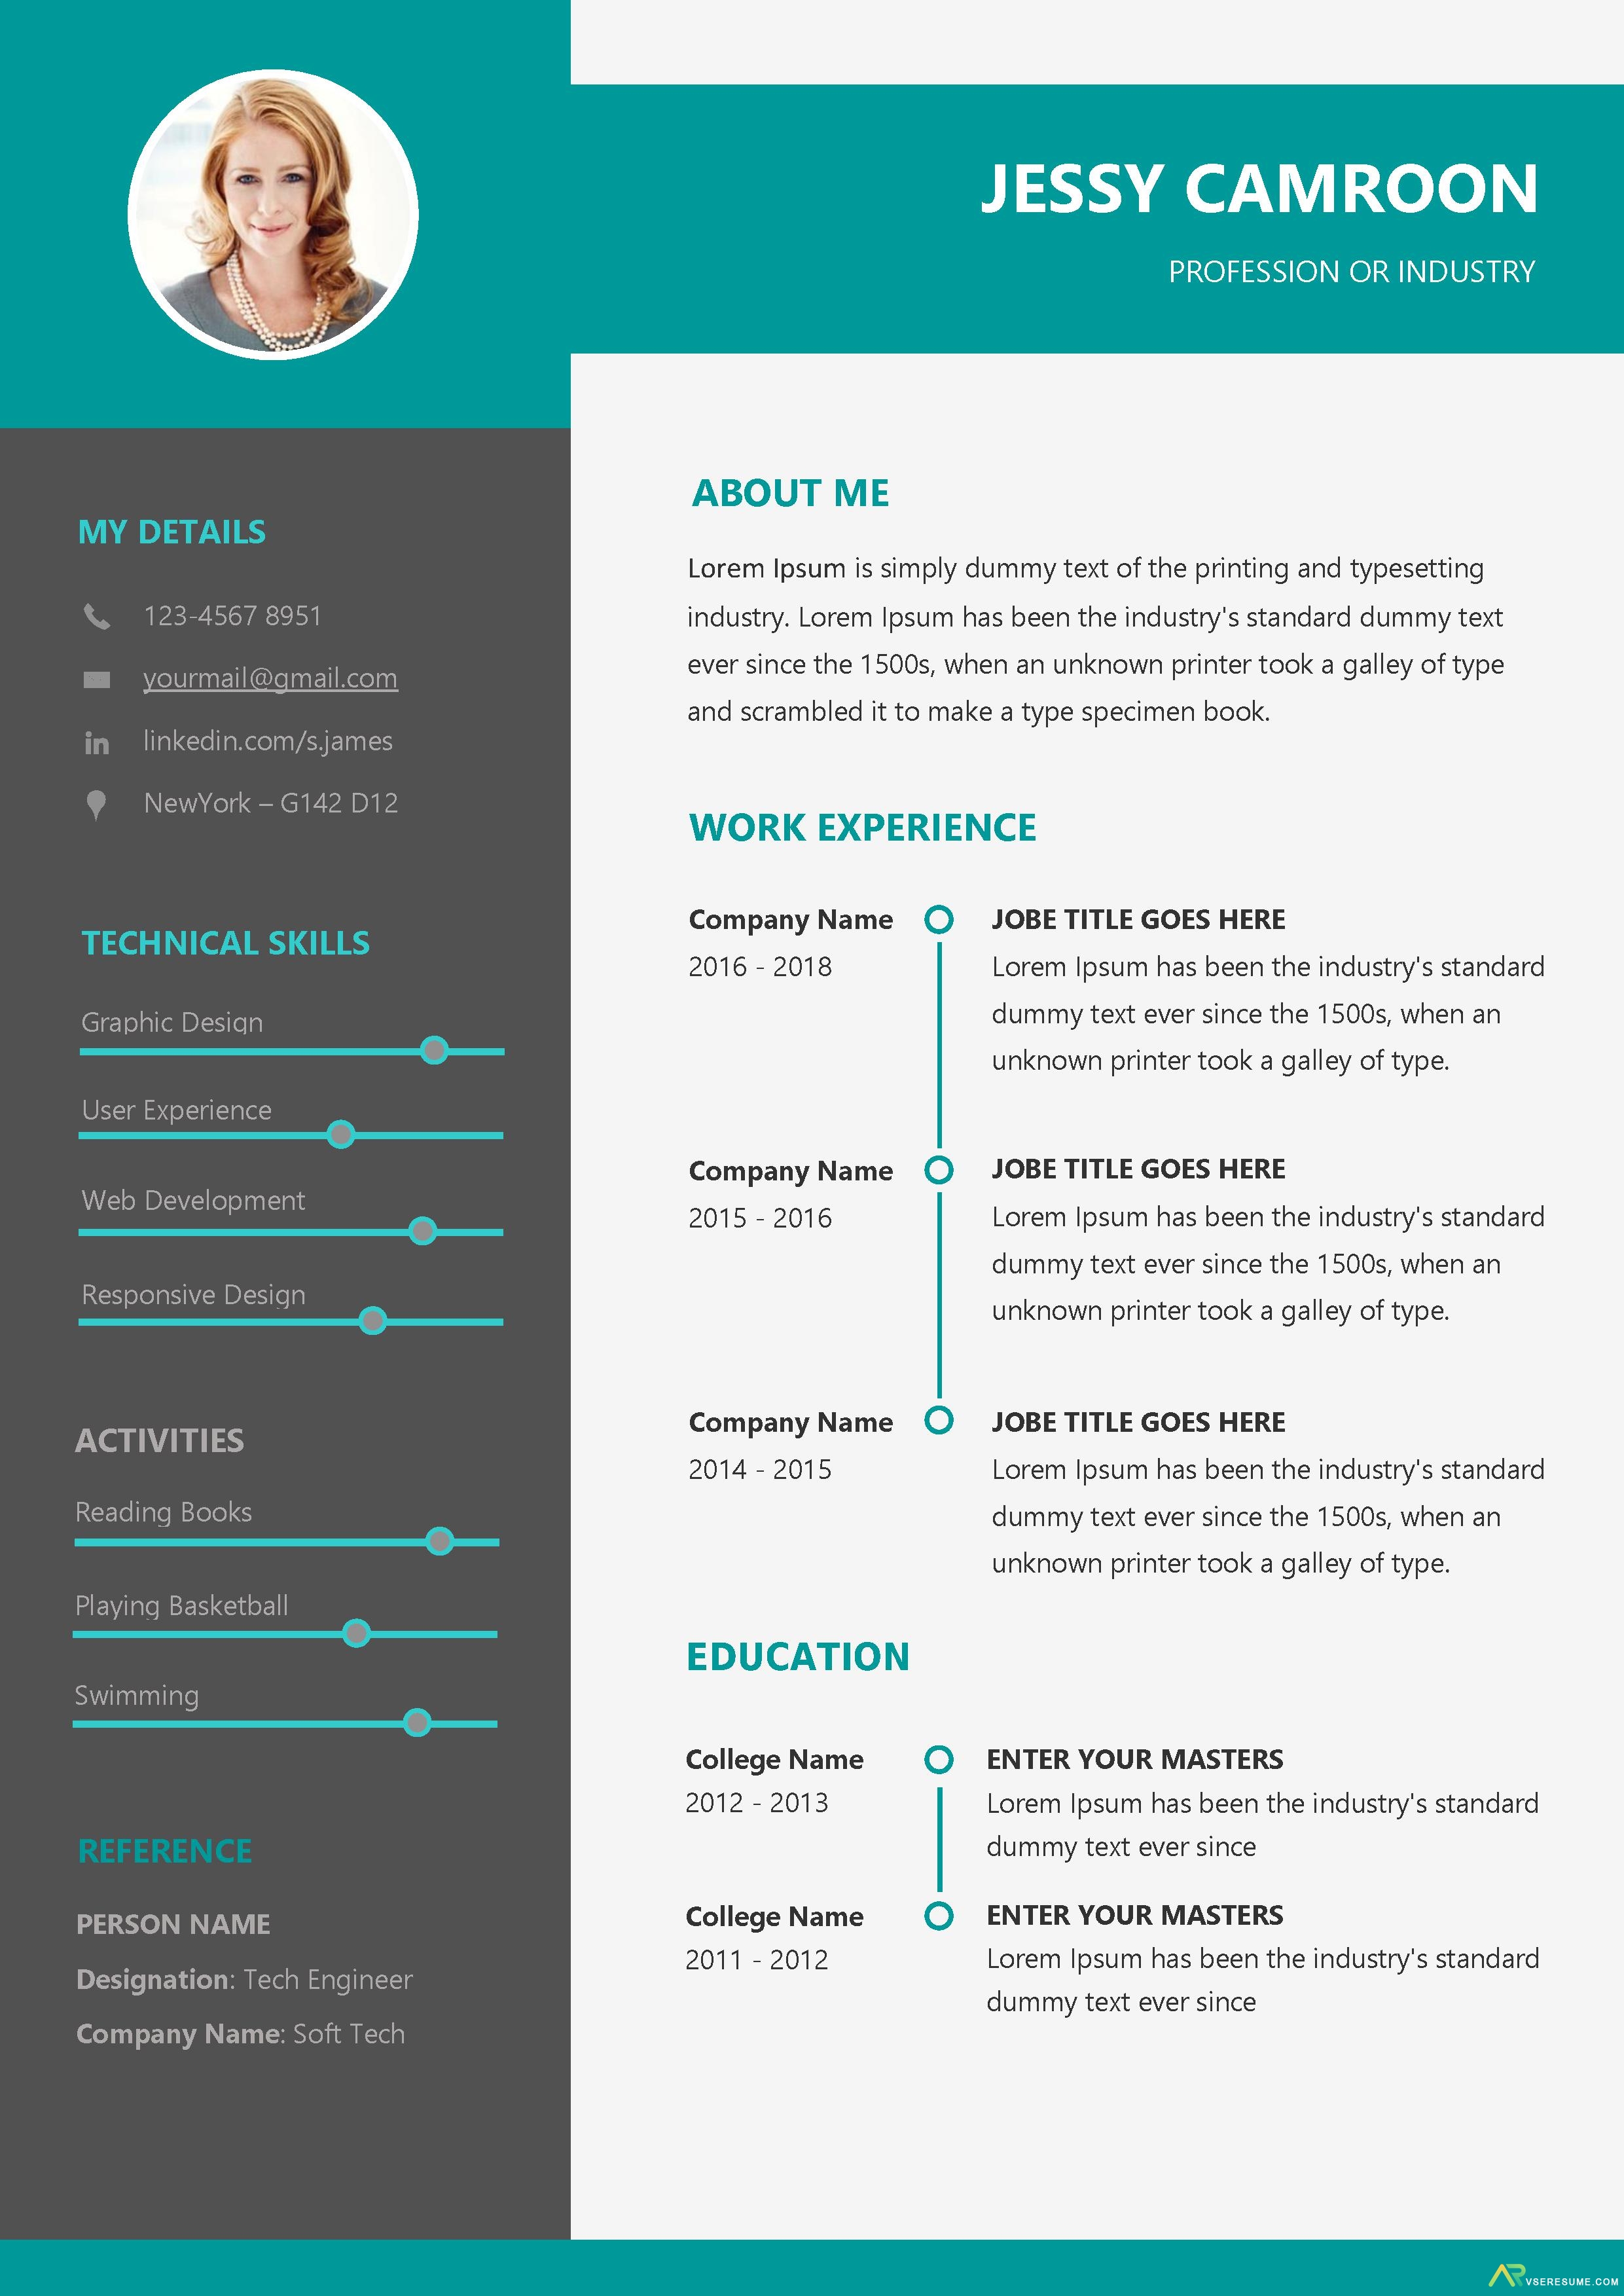 JESSY CAMROON
PROFESSION OR INDUSTRY
MY DETAILS
123-4567 8951
yourmail@gmail.com
linkedin.com/s.james
NewYork – G142 D12
TECHNICAL SKILLS
Graphic Design
User Experience
Web Development
Responsive Design
ACTIVITIES
Reading Books
Playing Basketball
Swimming
REFERENCE
PERSON NAME
Designation: Tech Engineer
Company Name: Soft Tech
ABOUT ME
Lorem Ipsum is simply dummy text of the printing and typesetting
industry. Lorem Ipsum has been the industry's standard dummy text
ever since the 1500s, when an unknown printer took a galley of type
and scrambled it to make a type specimen book.
WORK EXPERIENCE
Company Name
2016 - 2018
JOBE TITLE GOES HERE
Lorem Ipsum has been the industry's standard
dummy text ever since the 1500s, when an
unknown printer took a galley of type.
Company Name
2015 - 2016
JOBE TITLE GOES HERE
Lorem Ipsum has been the industry's standard
dummy text ever since the 1500s, when an
unknown printer took a galley of type.
Company Name
2014 - 2015
JOBE TITLE GOES HERE
Lorem Ipsum has been the industry's standard
dummy text ever since the 1500s, when an
unknown printer took a galley of type.
EDUCATION
College Name
2012 - 2013
ENTER YOUR MASTERS
Lorem Ipsum has been the industry's standard
dummy text ever since
College Name
2011 - 2012
ENTER YOUR MASTERS
Lorem Ipsum has been the industry's standard
dummy text ever since
VSERESUME.COM